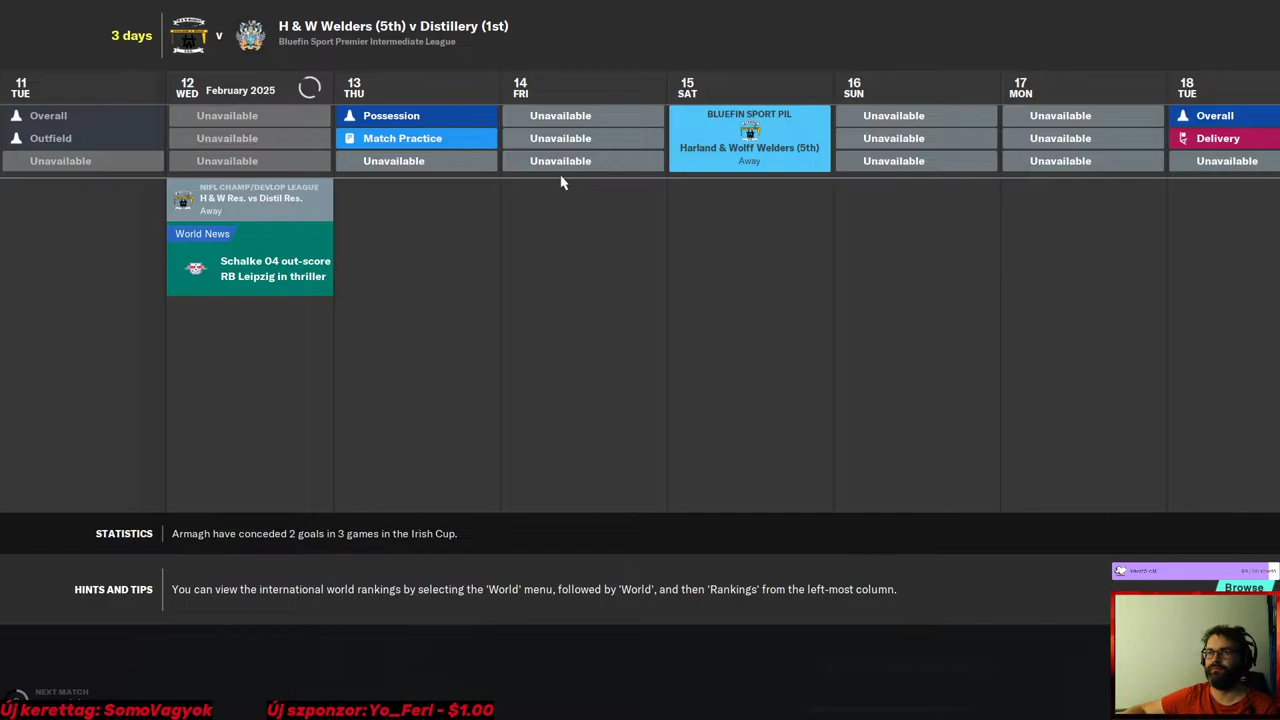 3 days
v
H & W Welders (5th) v Distillery (1st)
Bluefin Sport Premier Intermediate League
11
TUE
12
WED
February 2025
13
THU
14
FRI
15
SAT
16
SUN
17
MON
18
TUE
Overall
Outfield
Unavailable
Unavailable
Unavailable
Unavailable
Possession
Match Practice
Unavailable
Unavailable
Unavailable
Unavailable
BLUEFIN SPORT PIL
Harland & Wolff Welders (5th)
Away
Unavailable
Unavailable
Unavailable
Unavailable
Unavailable
Unavailable
Overall
Delivery
Unavailable
NIFL CHAMP/DEVLOP LEAGUE
H & W Res. vs Distil Res.
Away
World News
Schalke 04 out-score
RB Leipzig in thriller
STATISTICS
Armagh have conceded 2 goals in 3 games in the Irish Cup.
HINTS AND TIPS
You can view the international world rankings by selecting the 'World' menu, followed by 'World', and then 'Rankings' from the left-most column.
Browse
NEXT MATCH
Új kerettag: SomoVagyok
Új szponzor: Yo_Feri - $1.00